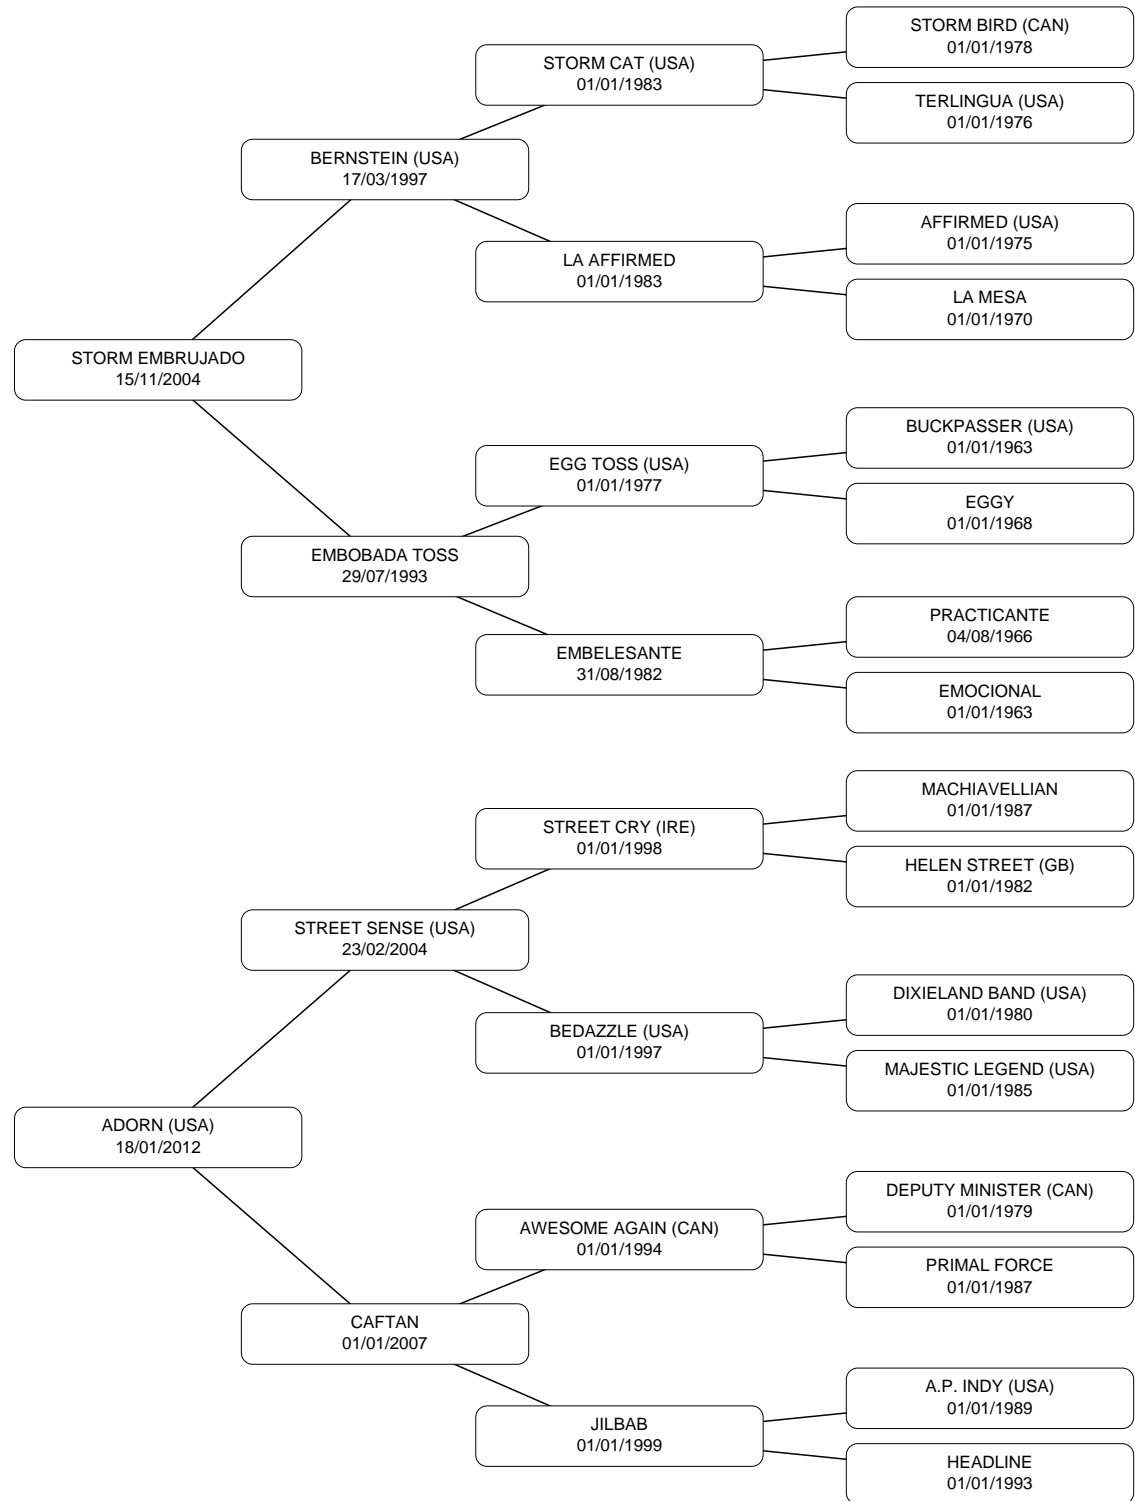 STORM BIRD (CAN)
01/01/1978
STORM CAT (USA)
01/01/1983
TERLINGUA (USA)
01/01/1976
BERNSTEIN (USA)
17/03/1997
AFFIRMED (USA)
01/01/1975
LA AFFIRMED
01/01/1983
LA MESA
01/01/1970
STORM EMBRUJADO
15/11/2004
BUCKPASSER (USA)
01/01/1963
EGG TOSS (USA)
01/01/1977
EGGY
01/01/1968
EMBOBADA TOSS
29/07/1993
PRACTICANTE
04/08/1966
EMBELESANTE
31/08/1982
EMOCIONAL
01/01/1963
MACHIAVELLIAN
01/01/1987
STREET CRY (IRE)
01/01/1998
HELEN STREET (GB)
01/01/1982
STREET SENSE (USA)
23/02/2004
DIXIELAND BAND (USA)
01/01/1980
BEDAZZLE (USA)
01/01/1997
MAJESTIC LEGEND (USA)
01/01/1985
ADORN (USA)
18/01/2012
DEPUTY MINISTER (CAN)
01/01/1979
AWESOME AGAIN (CAN)
01/01/1994
PRIMAL FORCE
01/01/1987
CAFTAN
01/01/2007
A.P. INDY (USA)
01/01/1989
JILBAB
01/01/1999
HEADLINE
01/01/1993